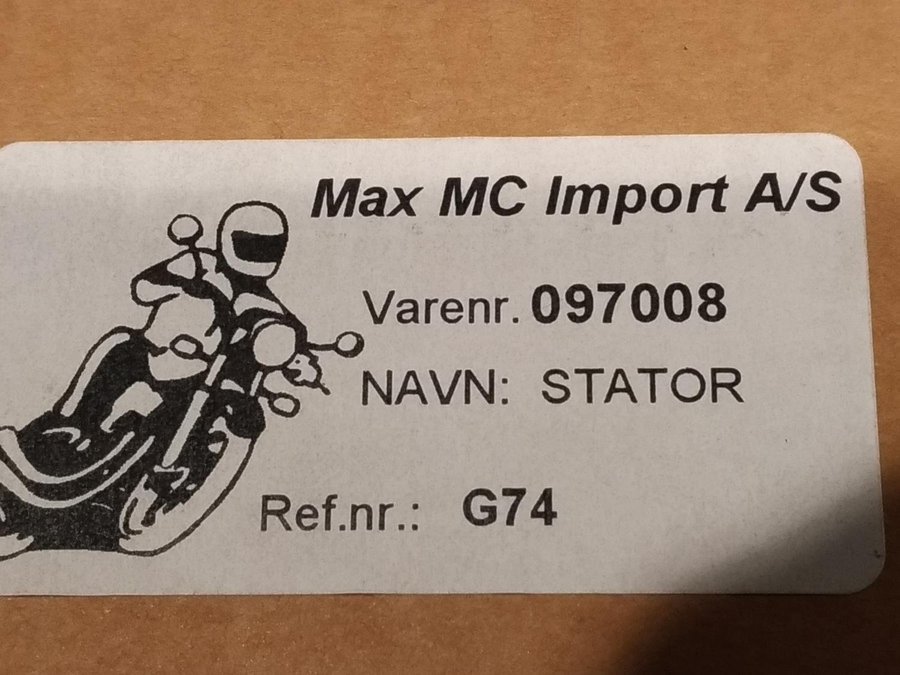 Max MC Import A/S
Varenr. 097008
NAVN: STATOR
Ref.nr.: G74